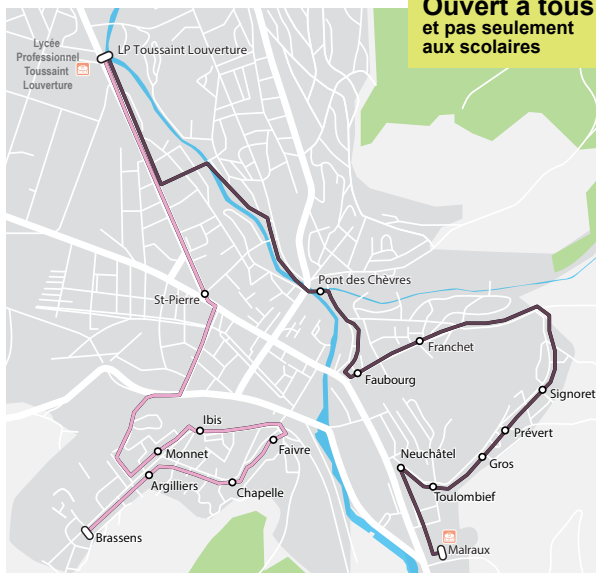 Ouvert à tous
et pas seulement
aux scolaires
Lycée
Professionnel
Toussaint
Louverture
LP Toussaint Louverture
St-Pierre
Pont des Chèvres
Franchet
Faubourg
Signoret
Ibis
Prévert
Monnet
Faivre
Neuchâtel
Gros
Argilliers
Chapelle
Toulombief
Brassens
Malraux